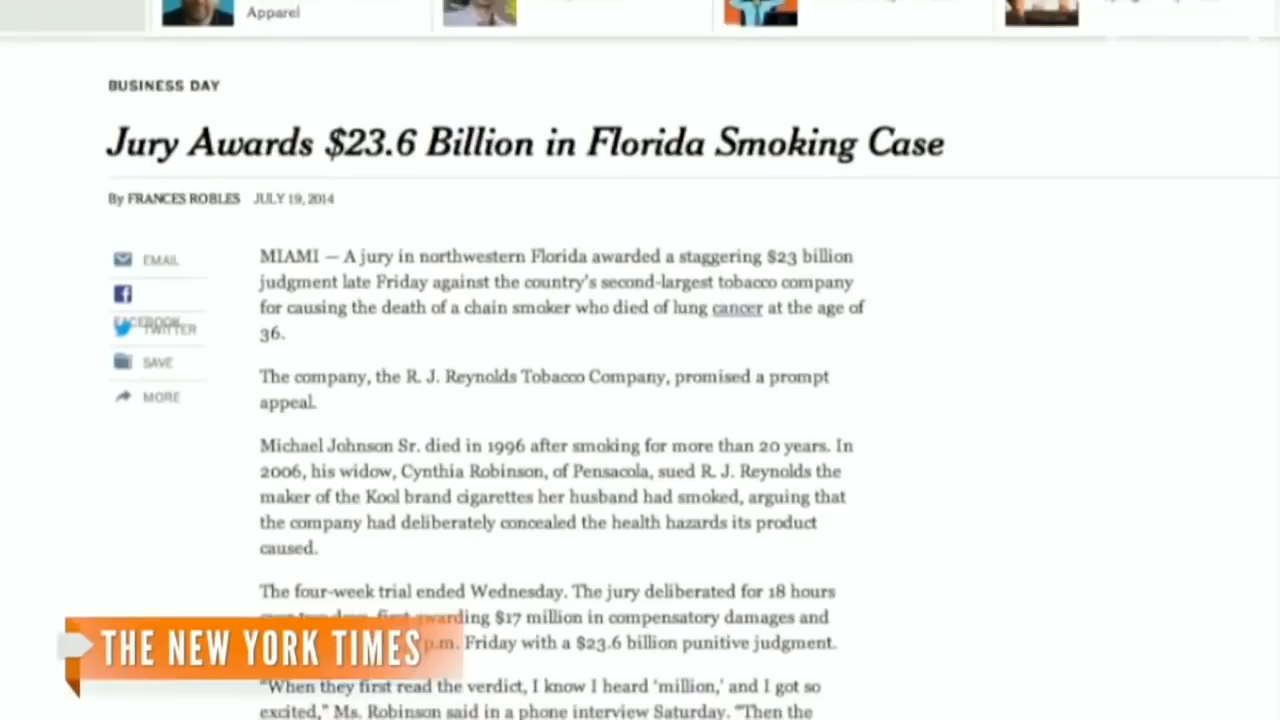 Apparel
BUSINESS DAY
Jury Awards $23.6 Billion in Florida Smoking Case
By FRANCES ROBLES JULY 19, 2014
EMAIL
FACEBOOK
TWITTER
SAVE
MORE
MIAMI — A jury in northwestern Florida awarded a staggering $23 billion
judgment late Friday against the country's second-largest tobacco company
for causing the death of a chain smoker who died of lung cancer at the age of
36.
The company, the R. J. Reynolds Tobacco Company, promised a prompt
appeal.
Michael Johnson Sr. died in 1996 after smoking for more than 20 years. In
2006, his widow, Cynthia Robinson, of Pensacola, sued R. J. Reynolds the
maker of the Kool brand cigarettes her husband had smoked, arguing that
the company had deliberately concealed the health hazards its product
caused.
The four-week trial ended Wednesday. The jury deliberated for 18 hours
first awarding $17 million in compensatory damages and
p.m. Friday with a $23.6 billion punitive judgment.
"When they first read the verdict, I know I heard 'million,' and I got so
excited," Ms. Robinson said in a phone interview Saturday. "Then the
THE NEW YORK TIMES